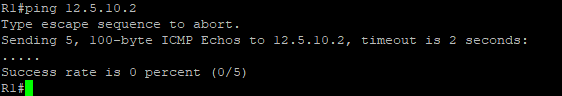 R1#ping 12.5.10.2
Type escape sequence to abort.
Sending 5, 100-byte ICMP Echos to 12.5.10.2, timeout is 2 seconds:
.....
Success rate is 0 percent (0/5)
R1#